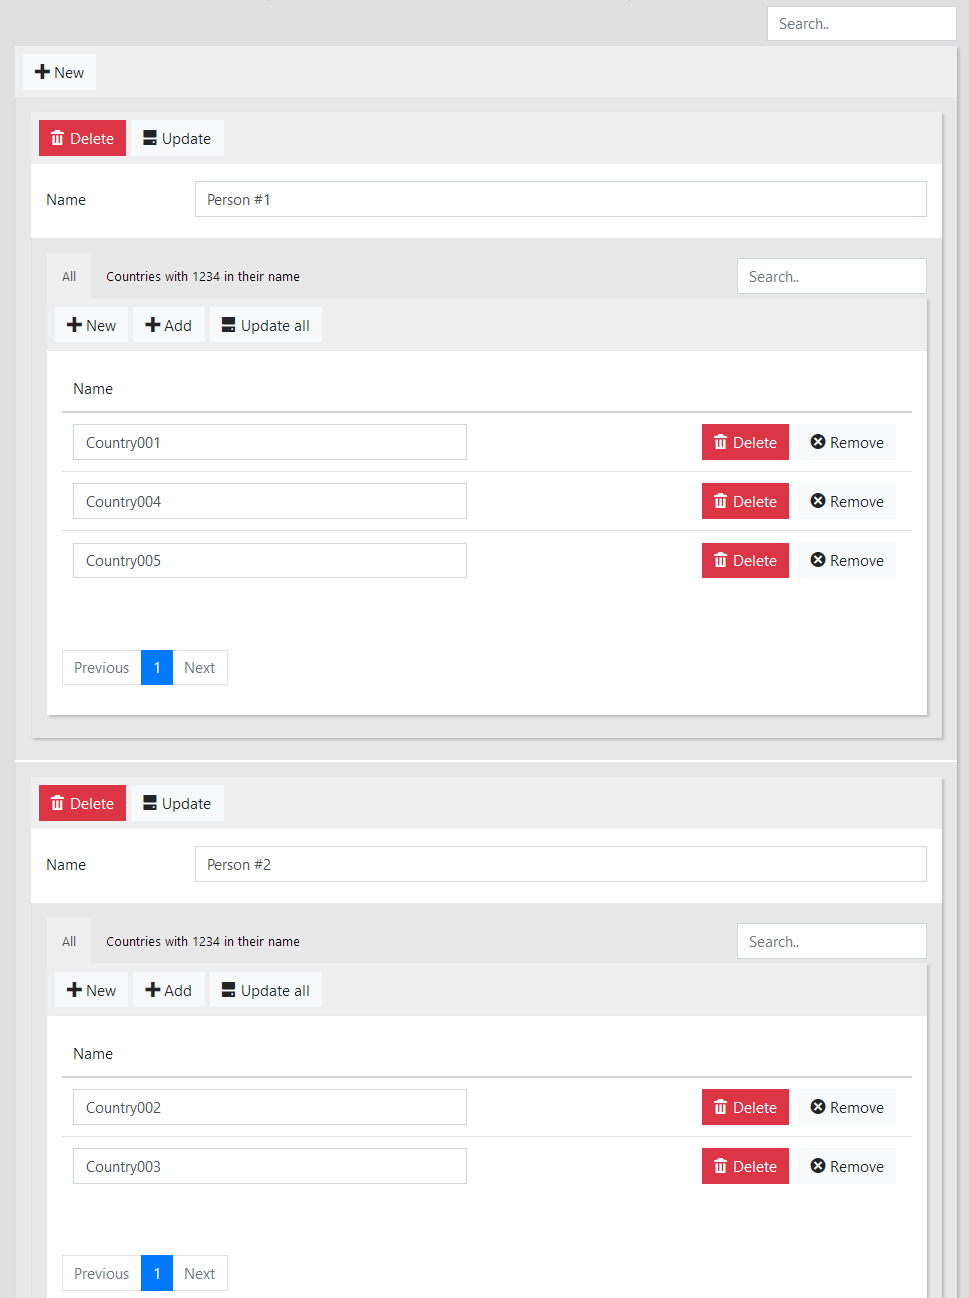 Search..
New
Delete Update
Name Person #1
All Countries with 1234 in their name Search..
New Add Update all
Name
Country001 Delete Remove
Country004 Delete Remove
Country005 Delete Remove
Previous 1 Next
Delete Update
Name Person #2
All Countries with 1234 in their name Search..
New Add Update all
Name
Country002 Delete Remove
Country003 Delete Remove
Previous 1 Next